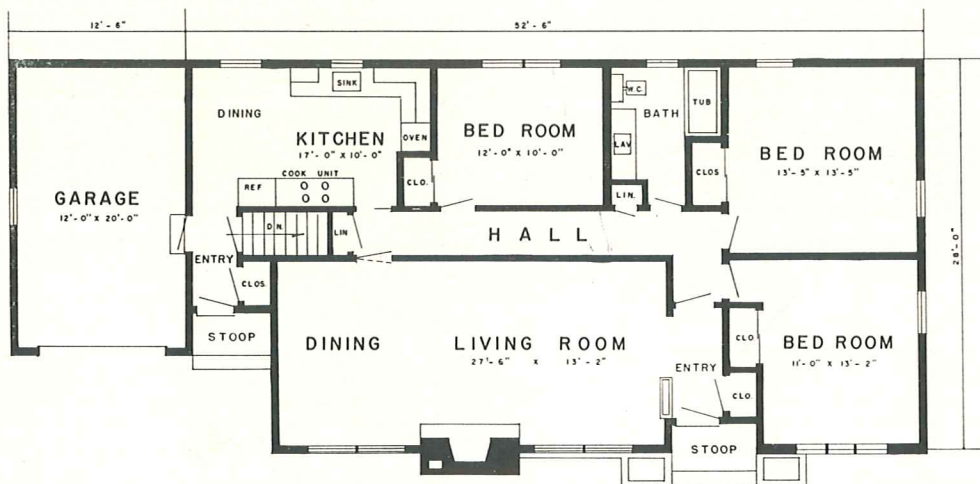 12'-6"
52'-6"
SINK
W.C.
TUB
BATH
DINING
KITCHEN
17'-0" X 10'-0"
OVEN
BED ROOM
12'-0" X 10'-0"
LAV
BED ROOM
13'-5" X 13'-5"
CLOS
COOK UNIT
REF
CLO.
LIN.
GARAGE
12'-0" X 20'-0"
DN.
LIN
HALL
28'-0"
ENTRY
CLOS.
STOOP
DINING
LIVING ROOM
27'-6" X 13'-2"
CLO
BED ROOM
11'-0" X 13'-2"
ENTRY
CLO.
STOOP